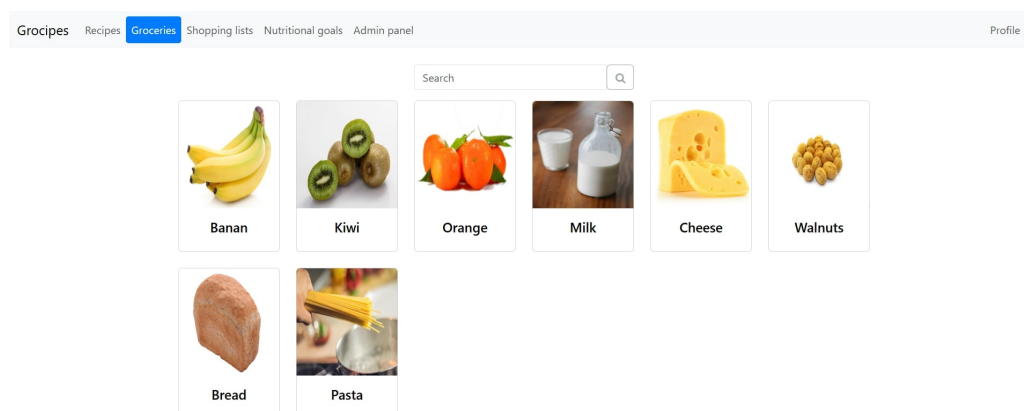 Grocipes Recipes Groceries Shopping lists Nutritional goals Admin panel Profile
Search
Banan Kiwi Orange Milk Cheese Walnuts
Bread Pasta